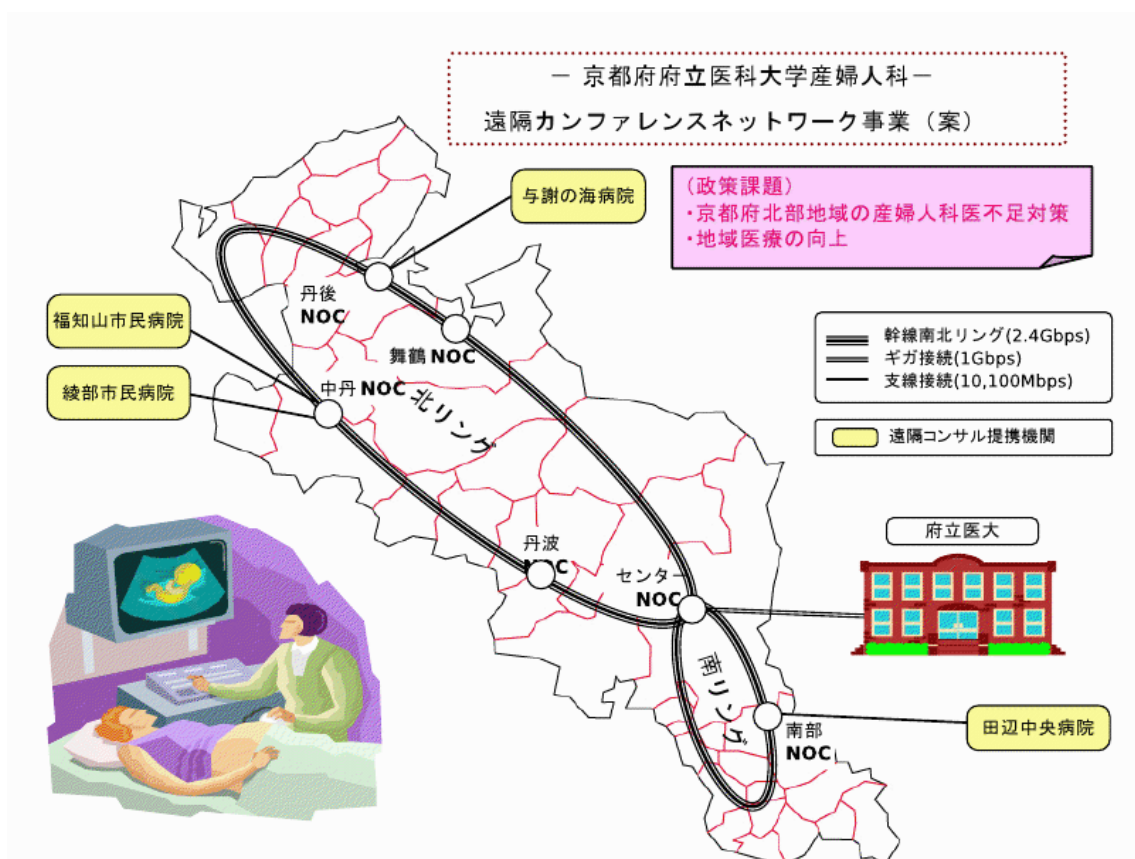 － 京都府府立医科大学産婦人科－
遠隔カンファレンスネットワーク事業（案）
（政策課題）
・京都府北部地域の産婦人科医不足対策
・地域医療の向上
与謝の海病院
福知山市民病院
綾部市民病院
丹後
NOC
舞鶴 NOC
中丹 NOC
北リング
幹線南北リング(2.4Gbps)
ギガ接続(1Gbps)
支線接続(10,100Mbps)
遠隔コンサル提携機関
府立医大
丹波
NOC
センター
NOC
南リング
南部
NOC
田辺中央病院